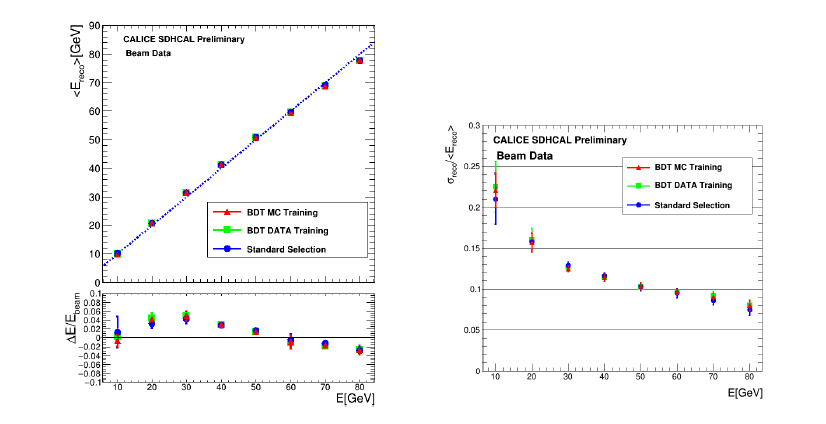 90
80
70
60
50
40
30
20
10
0
<E_reco>[GeV]
CALICE SDHCAL Preliminary
Beam Data
BDT MC Training
BDT DATA Training
Standard Selection
0.1
0.08
0.06
0.04
0.02
0
−0.02
−0.04
−0.06
−0.08
−0.1
ΔE/E_beam
10 20 30 40 50 60 70 80
E[GeV]
0.3
0.25
0.2
0.15
0.1
0.05
0
σ_reco/<E_reco>
CALICE SDHCAL Preliminary
Beam Data
BDT MC Training
BDT DATA Training
Standard Selection
10 20 30 40 50 60 70 80
E[GeV]